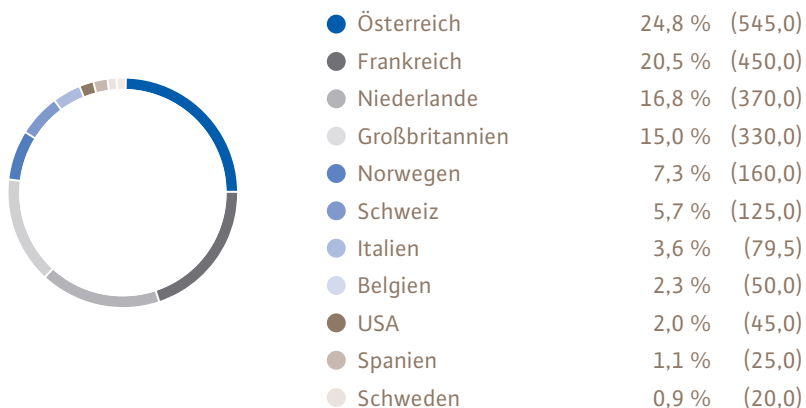 Österreich 24,8 % (545,0)
Frankreich 20,5 % (450,0)
Niederlande 16,8 % (370,0)
Großbritannien 15,0 % (330,0)
Norwegen 7,3 % (160,0)
Schweiz 5,7 % (125,0)
Italien 3,6 % (79,5)
Belgien 2,3 % (50,0)
USA 2,0 % (45,0)
Spanien 1,1 % (25,0)
Schweden 0,9 % (20,0)